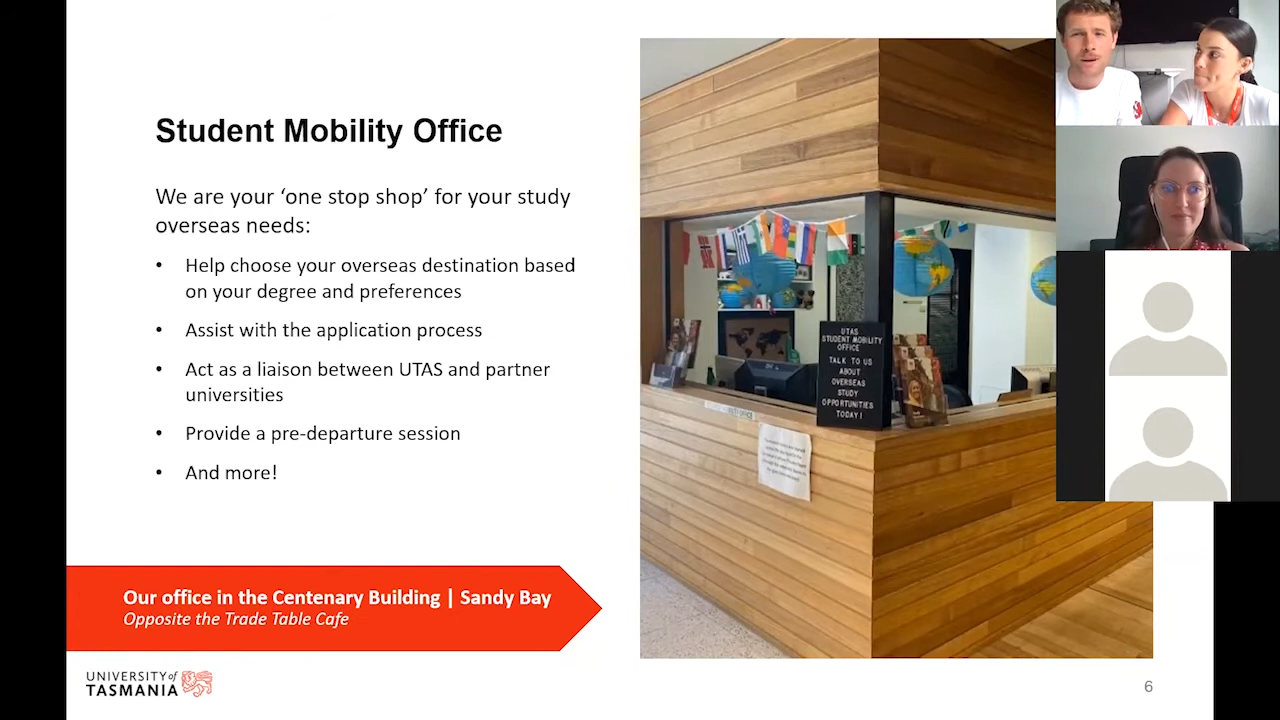 Student Mobility Office
We are your ‘one stop shop’ for your study
overseas needs:
• Help choose your overseas destination based
on your degree and preferences
• Assist with the application process
• Act as a liaison between UTAS and partner
universities
• Provide a pre-departure session
• And more!
Our office in the Centenary Building | Sandy Bay
Opposite the Trade Table Cafe
UNIVERSITY of
TASMANIA
UTAS
STUDENT MOBILITY
OFFICE
TALK TO US
ABOUT
OVERSEAS
STUDY
OPPORTUNITIES
TODAY!
6